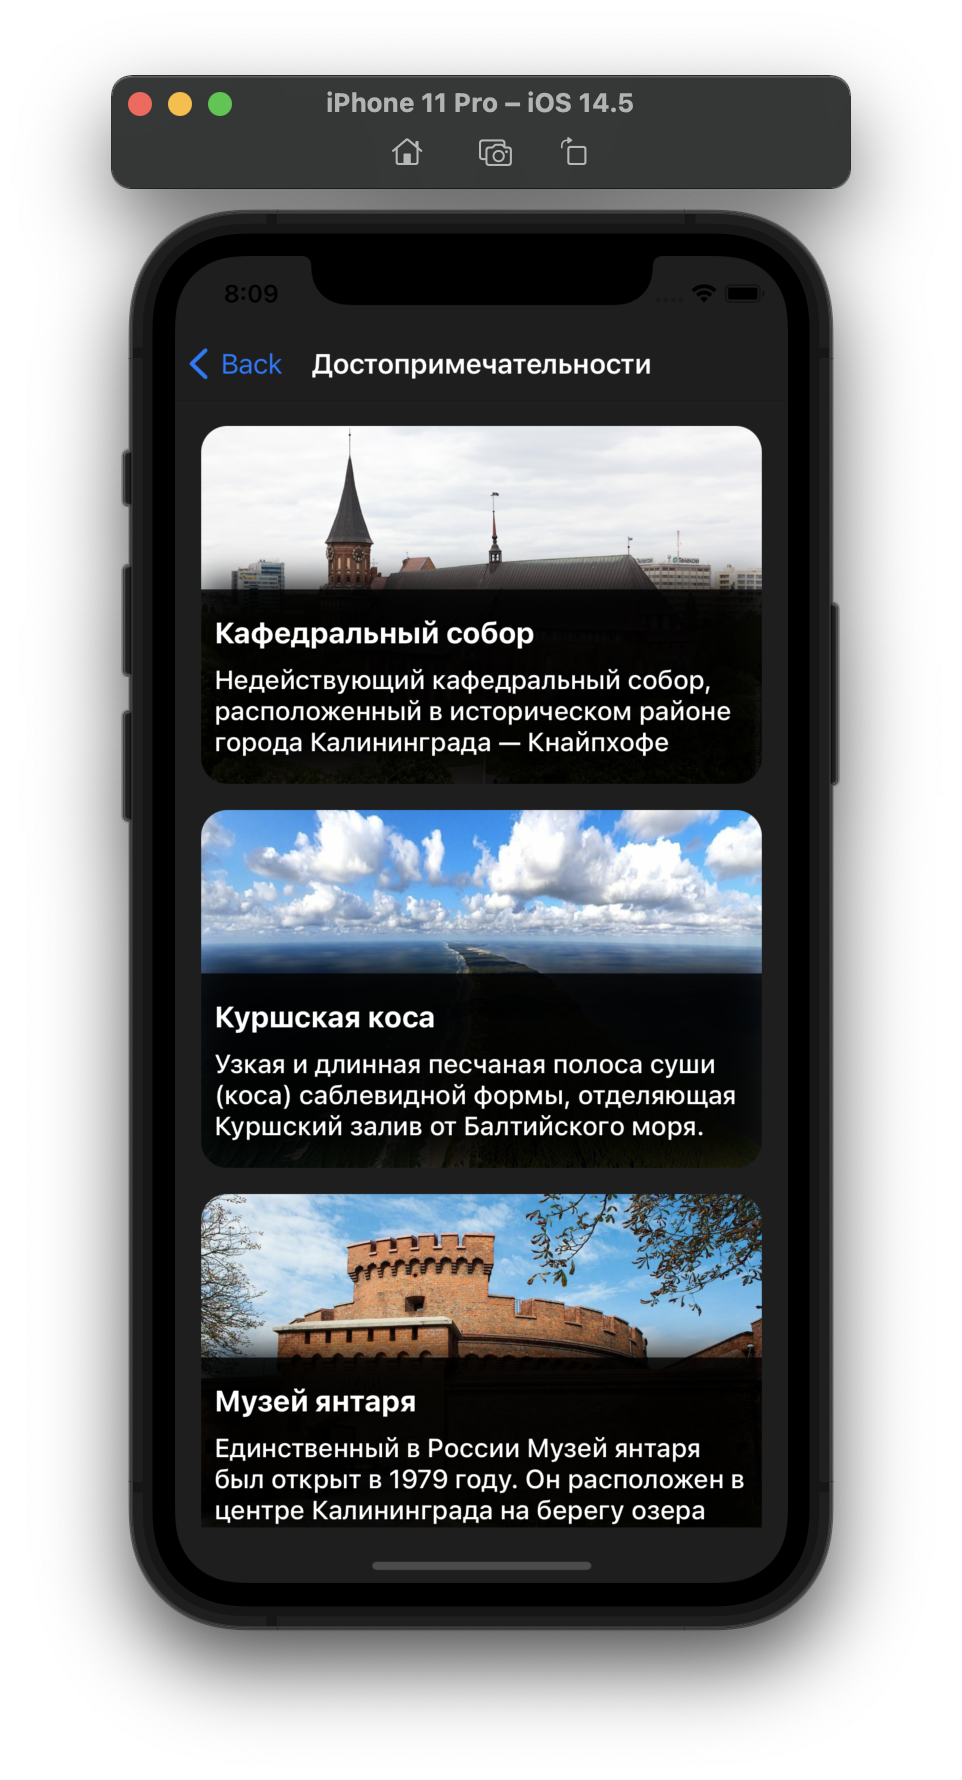 iPhone 11 Pro – iOS 14.5
8:09
Back
Достопримечательности
Кафедральный собор
Недействующий кафедральный собор,
расположенный в историческом районе
города Калининграда — Кнайпхофе
Куршская коса
Узкая и длинная песчаная полоса суши
(коса) саблевидной формы, отделяющая
Куршский залив от Балтийского моря.
Музей янтаря
Единственный в России Музей янтаря
был открыт в 1979 году. Он расположен в
центре Калининграда на берегу озера